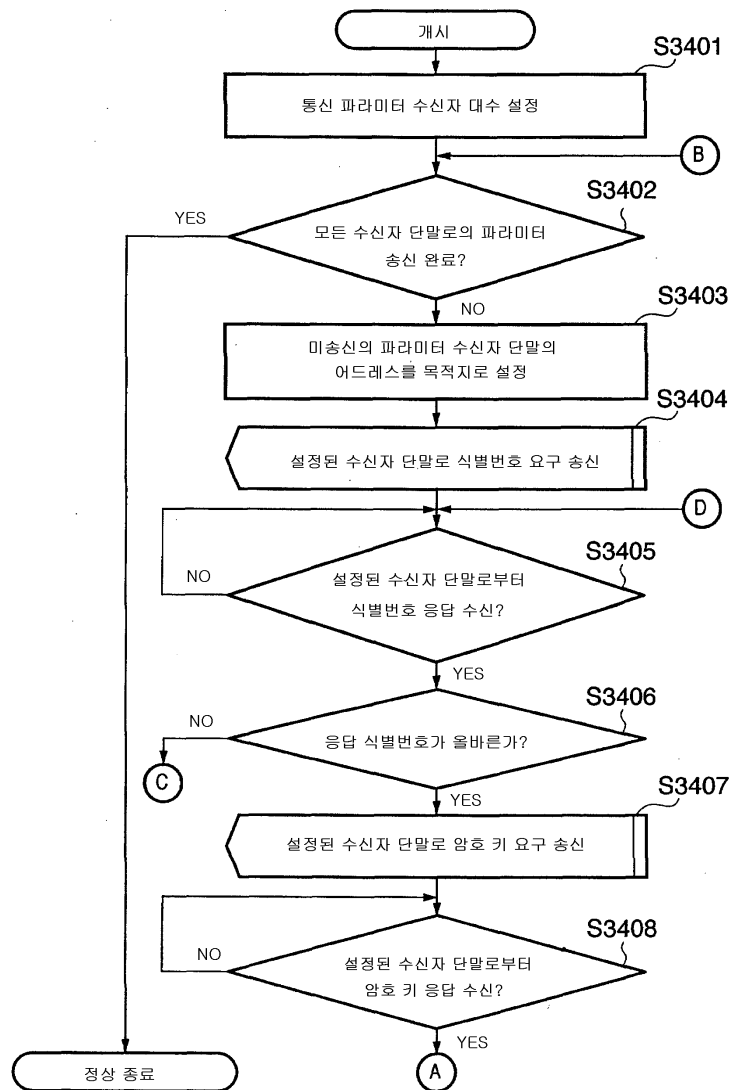 개시
S3401
통신 파라미터 수신자 대수 설정
B
S3402
YES
모든 수신자 단말로의 파라미터
송신 완료?
NO
S3403
미송신의 파라미터 수신자 단말의
어드레스를 목적지로 설정
S3404
설정된 수신자 단말로 식별번호 요구 송신
D
S3405
NO
설정된 수신자 단말로부터
식별번호 응답 수신?
YES
S3406
NO
응답 식별번호가 올바른가?
C
YES
S3407
설정된 수신자 단말로 암호 키 요구 송신
S3408
NO
설정된 수신자 단말로부터
암호 키 응답 수신?
YES
정상 종료
A